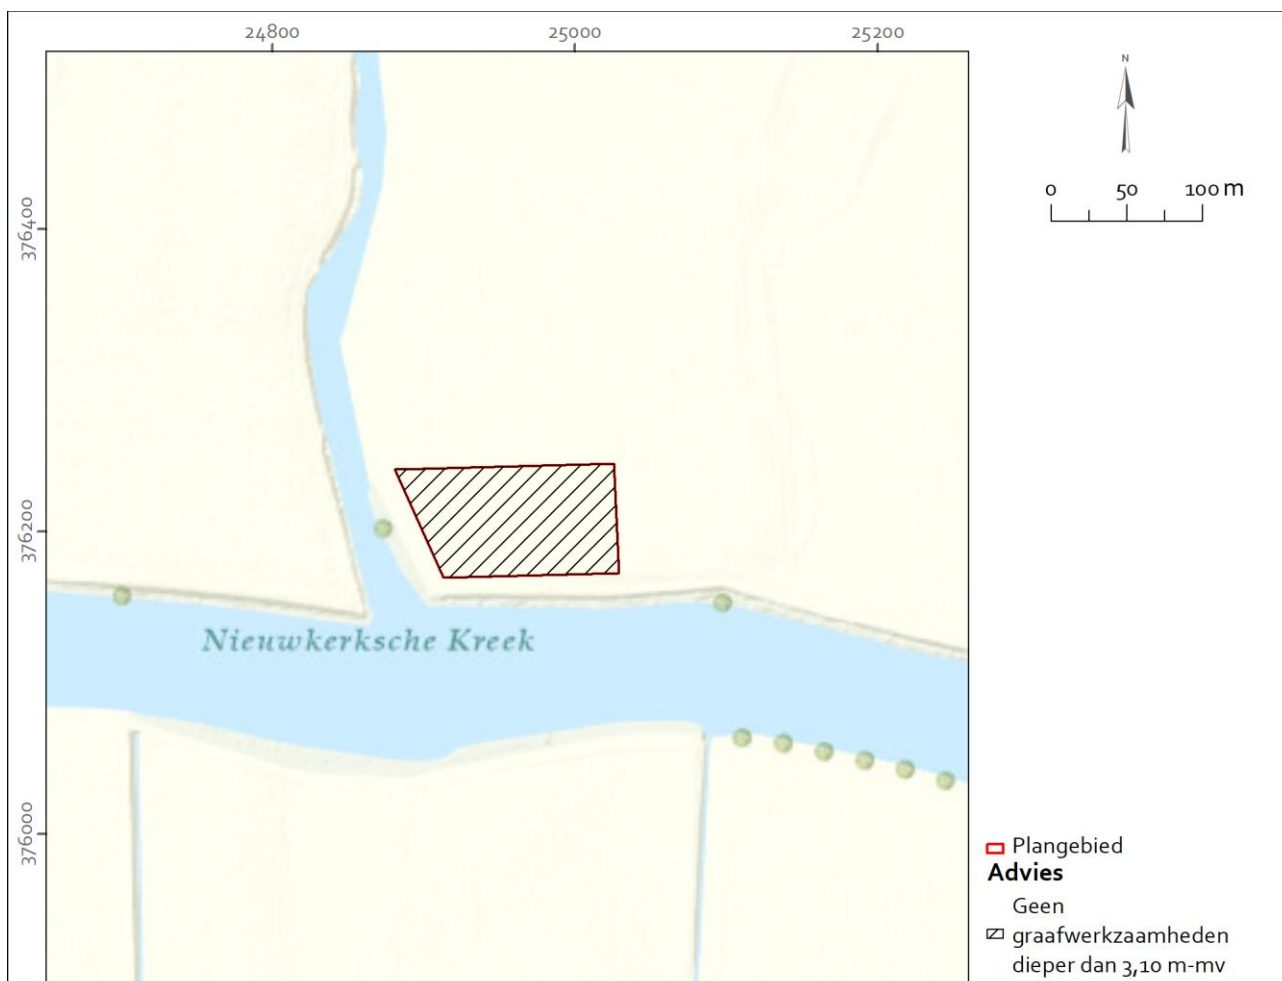 24800 25000 25200
N
0 50 100 m
376400
376200
Nieuwkerksche Kreek
376000
Plangebied
Advies
Geen
graafwerkzaamheden
dieper dan 3,10 m-mv